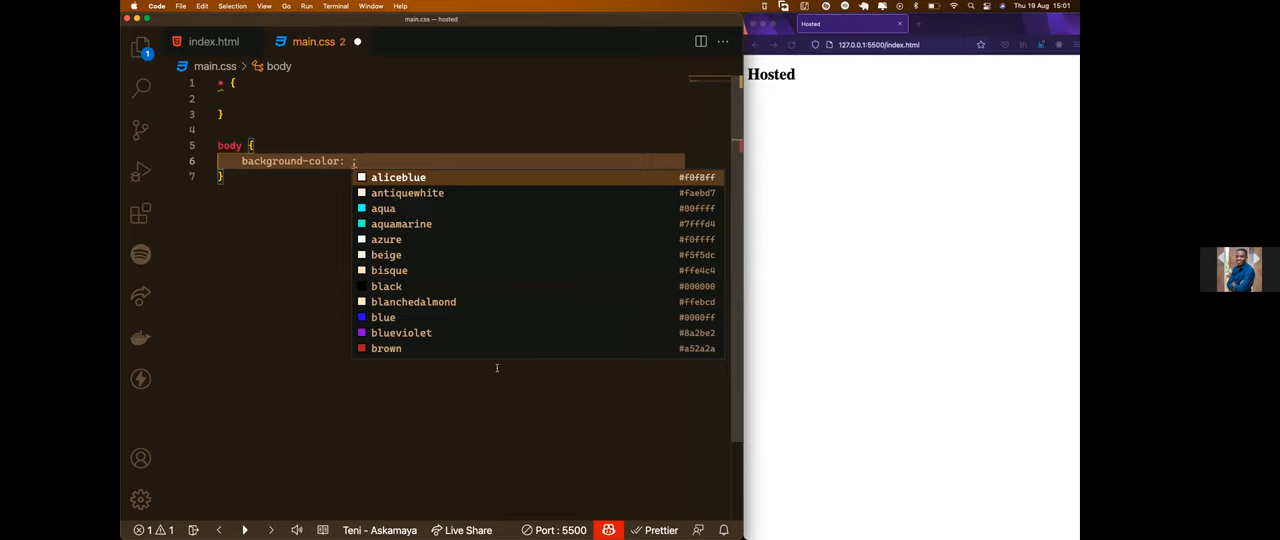 Code File Edit Selection View Go Run Terminal Window Help
Thu 19 Aug 15:01
main.css — hosted
index.html
main.css 2
main.css > body
1 * {
2
3 }
4
5 body {
6 background-color: ;
7 }
aliceblue #f0f8ff
antiquewhite #faebd7
aqua #00ffff
aquamarine #7fffd4
azure #f0ffff
beige #f5f5dc
bisque #ffe4c4
black #000000
blanchedalmond #ffebcd
blue #0000ff
blueviolet #8a2be2
brown #a52a2a
1
1 1 Teni - Askamaya Live Share Port : 5500 Prettier
Hosted
127.0.0.1:5500/index.html
Hosted